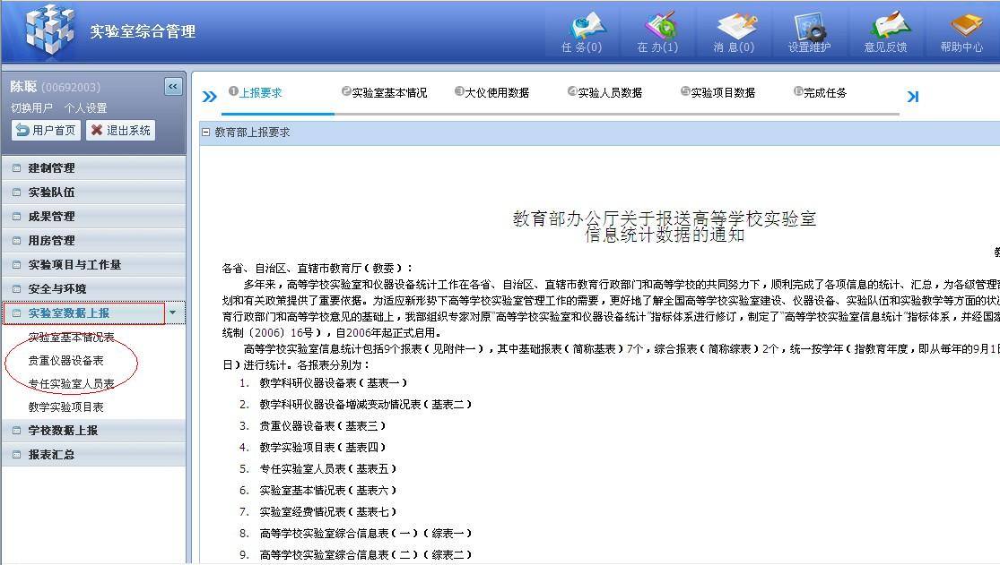 实验室综合管理
任 务(0)
在 办(1)
消 息(0)
设置维护
意见反馈
帮助中心
陈聪 (00692003)
切换用户 个人设置
用户首页
退出系统
建制管理
实验队伍
成果管理
用房管理
实验项目与工作量
安全与环境
实验室数据上报
实验室基本情况表
贵重仪器设备表
专任实验室人员表
教学实验项目表
学校数据上报
报表汇总
1上报要求
2实验室基本情况
3大仪使用数据
4实验人员数据
5实验项目数据
6完成任务
教育部上报要求
教育部办公厅关于报送高等学校实验室
信息统计数据的通知
教
各省、自治区、直辖市教育厅(教委):
多年来,高等学校实验室和仪器设备统计工作在各省、自治区、直辖市教育行政部门和高等学校的共同努力下,顺利完成了各项信息的统计、汇总,为各级管理部
划和有关政策提供了重要依据。为适应新形势下高等学校实验室管理工作的需要,更好地了解全国高等学校实验室建设、仪器设备、实验队伍和实验教学等方面的状况
育行政部门和高等学校意见的基础上,我部组织专家对原"高等学校实验室和仪器设备统计"指标体系进行修订,制定了"高等学校实验室信息统计"指标体系,并经国家
统制〔2006〕16号),自2006年起正式启用。
高等学校实验室信息统计包括9个报表(见附件一),其中基础报表(简称基表)7个,综合报表(简称综表)2个,统一按学年(指教育年度,即从每年的9月1日
日)进行统计。各报表分别为:
1. 教学科研仪器设备表(基表一)
2. 教学科研仪器设备增减变动情况表(基表二)
3. 贵重仪器设备表(基表三)
4. 教学实验项目表(基表四)
5. 专任实验室人员表(基表五)
6. 实验室基本情况表(基表六)
7. 实验室经费情况表(基表七)
8. 高等学校实验室综合信息表(一)(综表一)
9. 高等学校实验室综合信息表(二)(综表二)